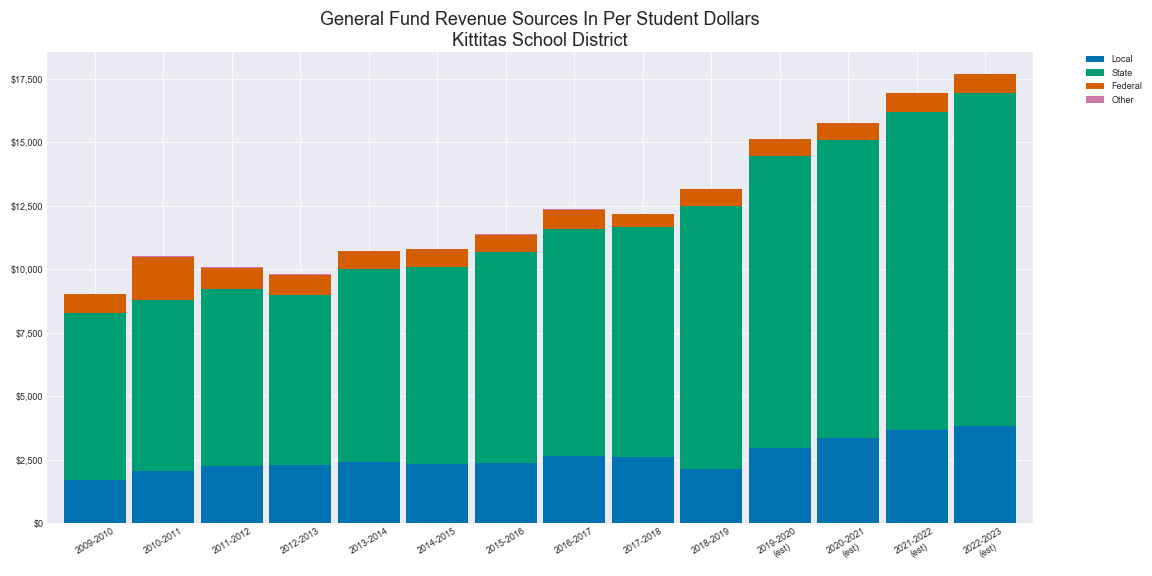 General Fund Revenue Sources In Per Student Dollars
Kittitas School District
Local
State
Federal
Other
$17,500
$15,000
$12,500
$10,000
$7,500
$5,000
$2,500
$0
2009-2010
2010-2011
2011-2012
2012-2013
2013-2014
2014-2015
2015-2016
2016-2017
2017-2018
2018-2019
2019-2020
(est)
2020-2021
(est)
2021-2022
(est)
2022-2023
(est)